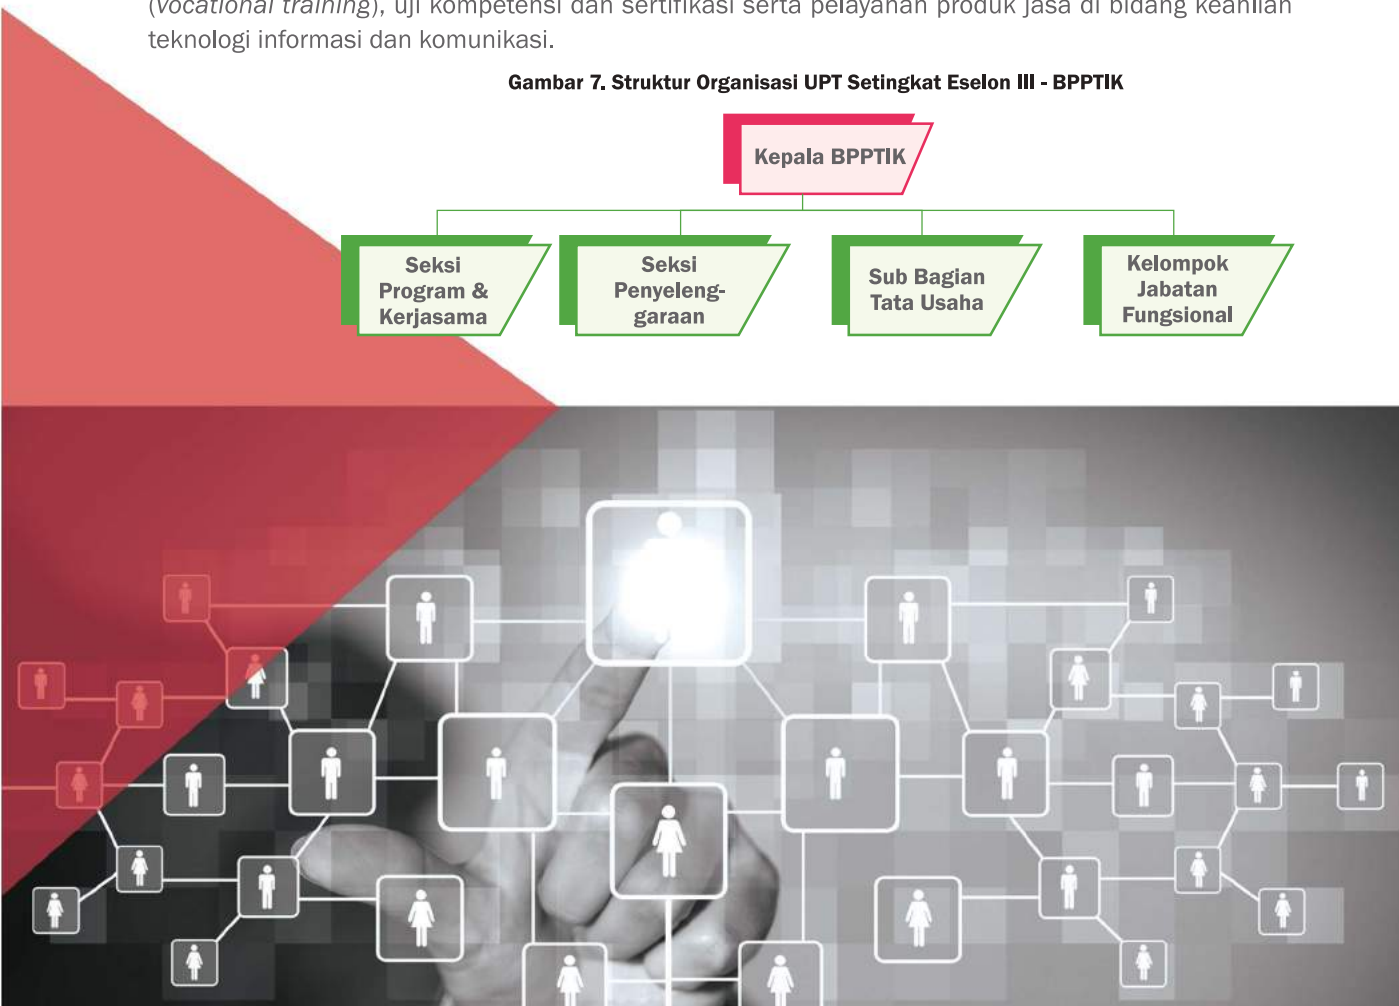 (vocational training), uji kompetensi dan sertifikasi serta pelayanan produk jasa di bidang keahlian
teknologi informasi dan komunikasi.
Gambar 7. Struktur Organisasi UPT Setingkat Eselon III - BPPTIK
Kepala BPPTIK
Seksi
Program &
Kerjasama
Seksi
Penyeleng-
garaan
Sub Bagian
Tata Usaha
Kelompok
Jabatan
Fungsional